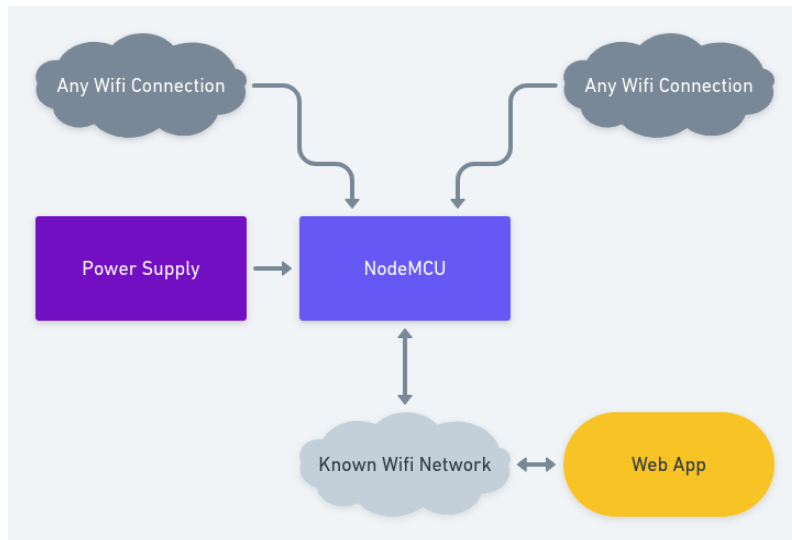 Any Wifi Connection
Any Wifi Connection
Power Supply
NodeMCU
Known Wifi Network
Web App